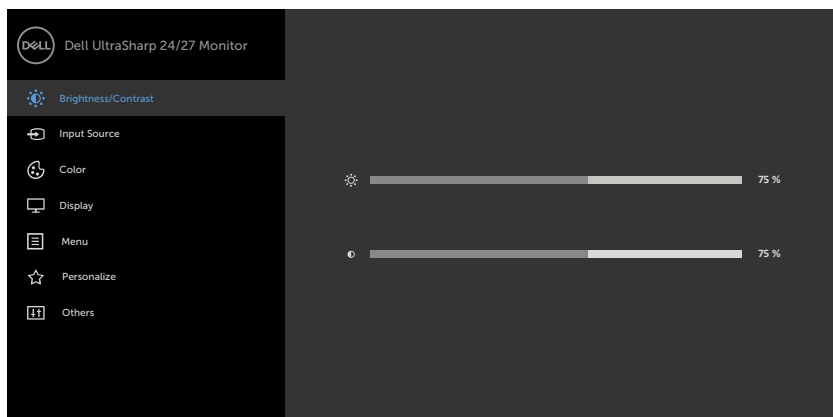 DELL Dell UltraSharp 24/27 Monitor
Brightness/Contrast
Input Source
Color
75 %
Display
Menu
75 %
Personalize
Others